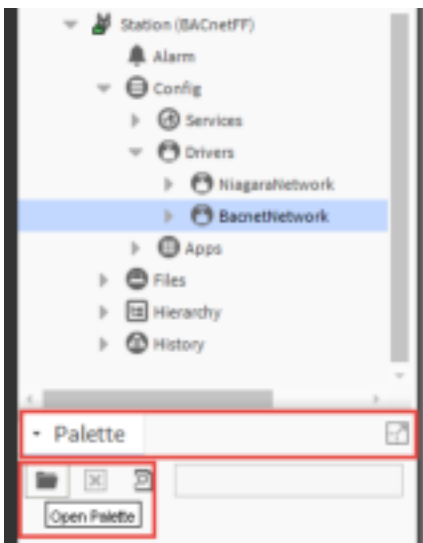 Station (BACnetFF)
Alarm
Config
Services
Drivers
NiagaraNetwork
BacnetNetwork
Apps
Files
Hierarchy
History
Palette
Open Palette